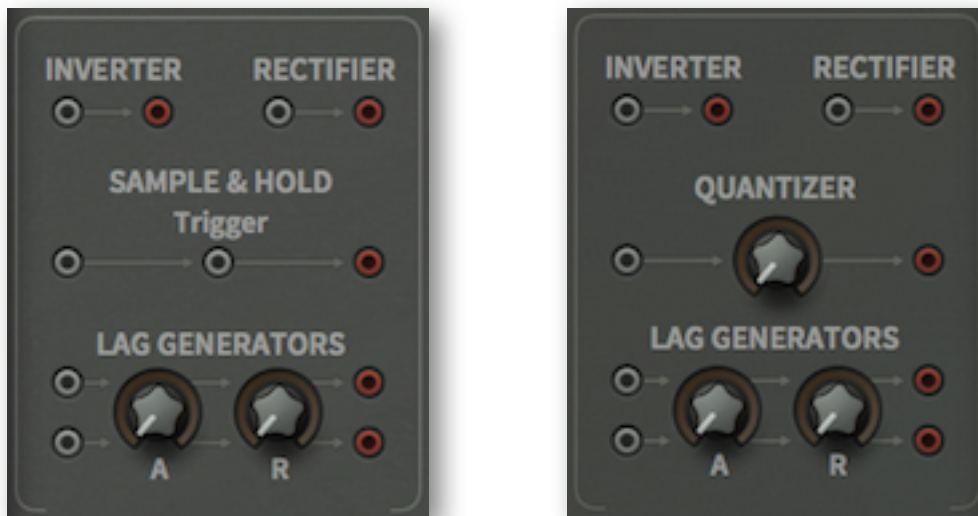 INVERTER RECTIFIER
SAMPLE & HOLD
Trigger
LAG GENERATORS
A R
INVERTER RECTIFIER
QUANTIZER
LAG GENERATORS
A R